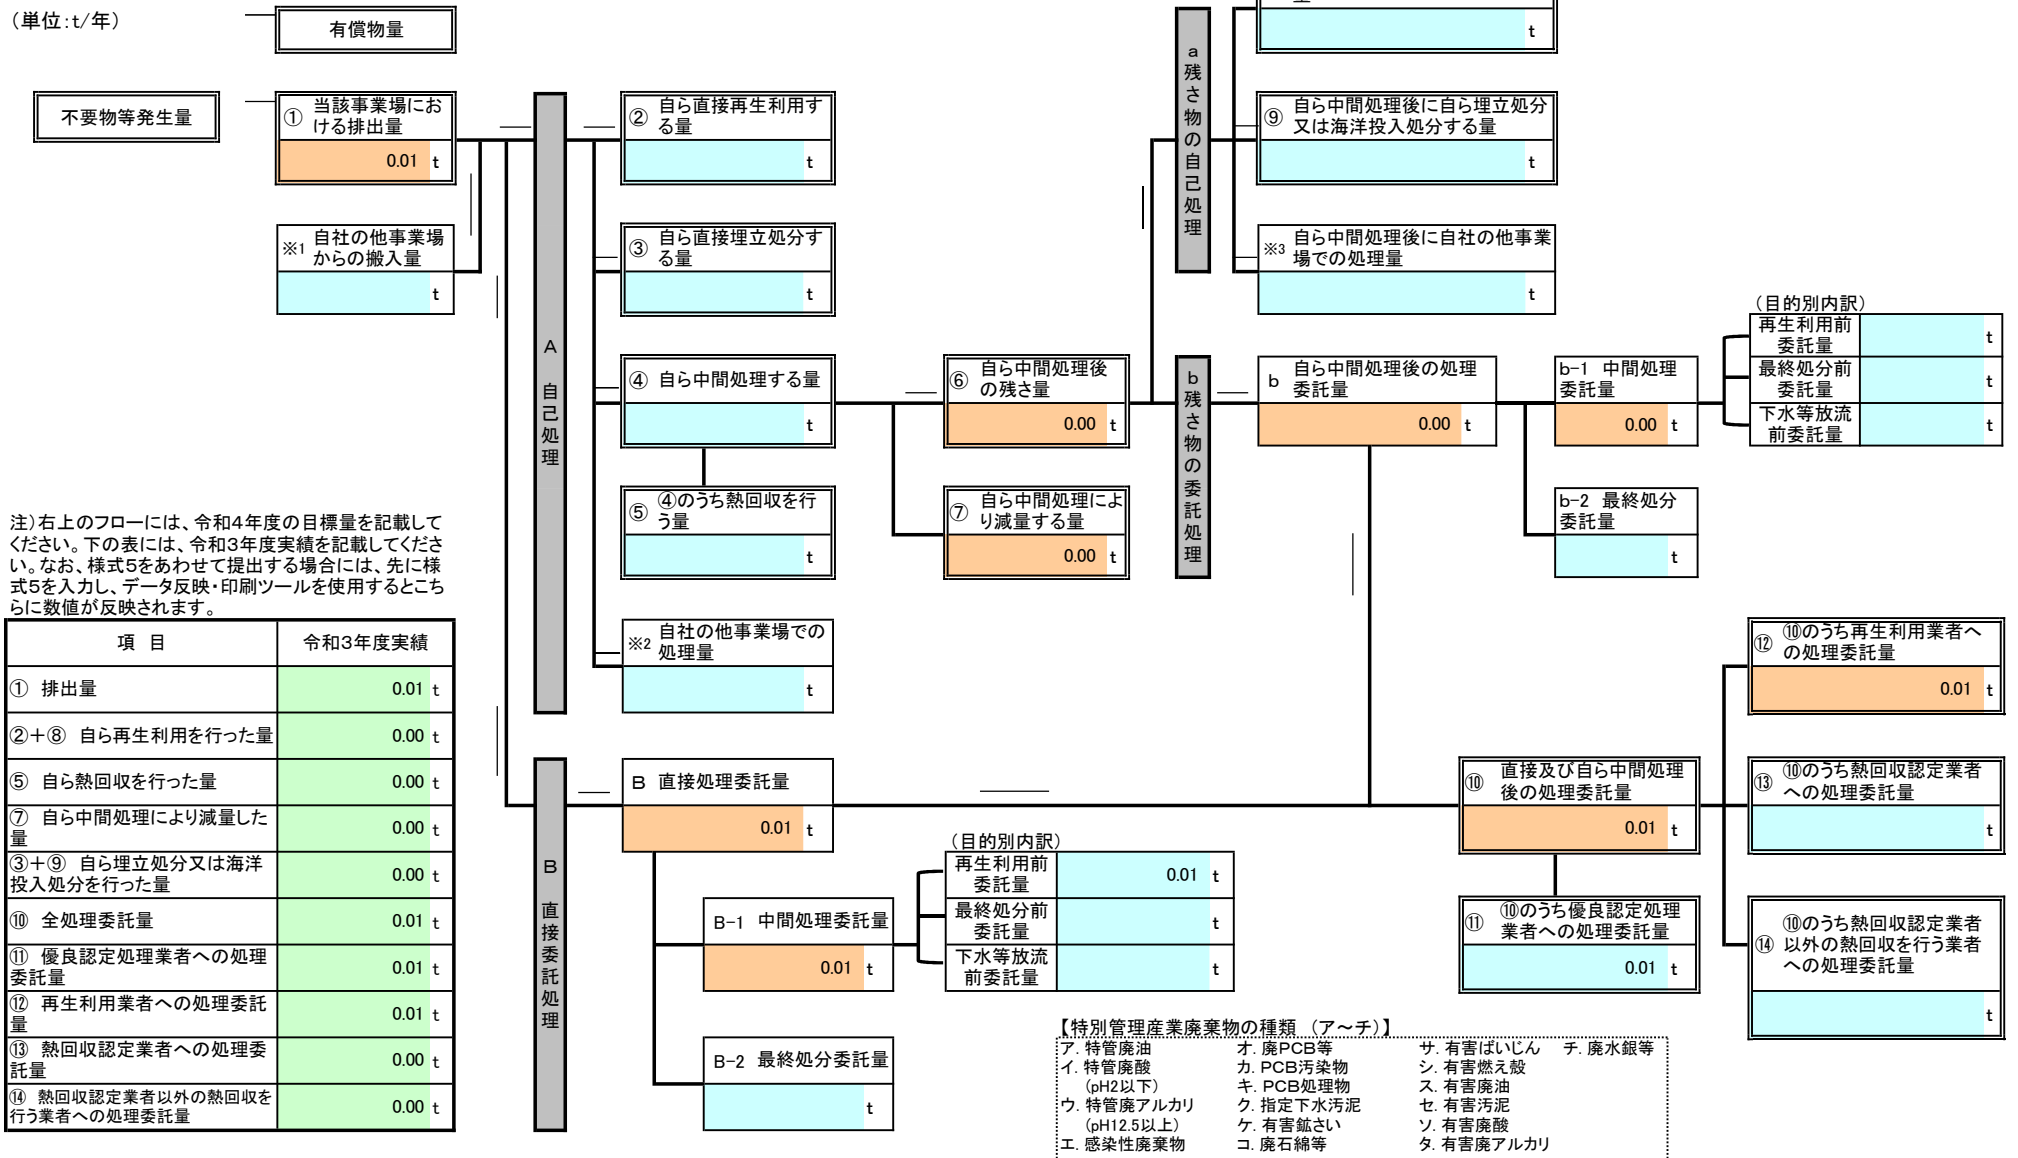 （単位：t/年）
有償物量
t
不要物等発生量
① 当該事業場にお
ける排出量
0.01 t
※1 自社の他事業場
からの搬入量
t
A 自己処理
② 自ら直接再生利用す
る量
t
③ 自ら直接埋立処分す
る量
t
④ 自ら中間処理する量
t
⑤ ④のうち熱回収を行
う量
t
※2 自社の他事業場での
処理量
t
⑥ 自ら中間処理後
の残さ量
0.00 t
⑦ 自ら中間処理によ
り減量する量
0.00 t
a残さ物の自己処理
⑨ 自ら中間処理後に自ら埋立処分
又は海洋投入処分する量
t
※3 自ら中間処理後に自社の他事業
場での処理量
t
b残さ物の委託処理
b 自ら中間処理後の処理
委託量
0.00 t
b-1 中間処理
委託量
0.00 t
（目的別内訳）
再生利用前
委託量
t
最終処分前
委託量
t
下水等放流
前委託量
t
b-2 最終処分
委託量
t
注）右上のフローには、令和4年度の目標量を記載して
ください。下の表には、令和3年度実績を記載してくださ
い。なお、様式5をあわせて提出する場合には、先に様
式5を入力し、データ反映・印刷ツールを使用するとこち
らに数値が反映されます。
項 目 令和3年度実績
① 排出量 0.01 t
②＋⑧ 自ら再生利用を行った量 0.00 t
⑤ 自ら熱回収を行った量 0.00 t
⑦ 自ら中間処理により減量した
量 0.00 t
③＋⑨ 自ら埋立処分又は海洋
投入処分を行った量 0.00 t
⑩ 全処理委託量 0.01 t
⑪ 優良認定処理業者への処理
委託量 0.01 t
⑫ 再生利用業者への処理委託
量 0.01 t
⑬ 熱回収認定業者への処理委
託量 0.00 t
⑭ 熱回収認定業者以外の熱回収を
行う業者への処理委託量 0.00 t
B 直接委託処理
B 直接処理委託量
0.01 t
B-1 中間処理委託量
0.01 t
（目的別内訳）
再生利用前
委託量
0.01 t
最終処分前
委託量
t
下水等放流
前委託量
t
B-2 最終処分委託量
t
⑩ 直接及び自ら中間処理
後の処理委託量
0.01 t
⑪ ⑩のうち優良認定処理
業者への処理委託量
0.01 t
⑫ ⑩のうち再生利用業者へ
の処理委託量
0.01 t
⑬ ⑩のうち熱回収認定業者
への処理委託量
t
⑭ ⑩のうち熱回収認定業者
以外の熱回収を行う業者
への処理委託量
t
【特別管理産業廃棄物の種類 （ア～チ）】
ア. 特管廃油 オ. 廃PCB等 サ. 有害ばいじん チ. 廃水銀等
イ. 特管廃酸 カ. PCB汚染物 シ. 有害燃え殻
（pH2以下） キ. PCB処理物 ス. 有害廃油
ウ. 特管廃アルカリ ク. 指定下水汚泥 セ. 有害汚泥
（pH12.5以上） ケ. 有害鉱さい ソ. 有害廃酸
エ. 感染性廃棄物 コ. 廃石綿等 タ. 有害廃アルカリ